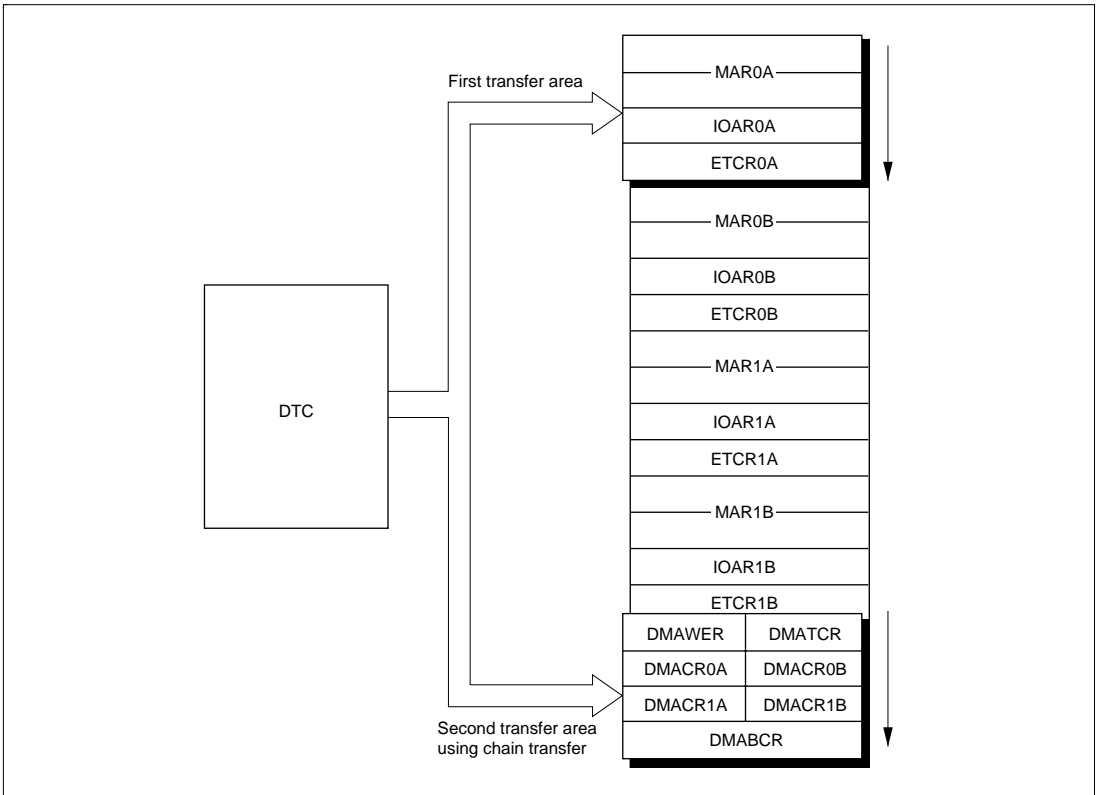 First transfer area
MAR0A
IOAR0A
ETCR0A
MAR0B
IOAR0B
ETCR0B
MAR1A
DTC
IOAR1A
ETCR1A
MAR1B
IOAR1B
ETCR1B
DMAWER DMATCR
DMACR0A DMACR0B
DMACR1A DMACR1B
Second transfer area
using chain transfer
DMABCR